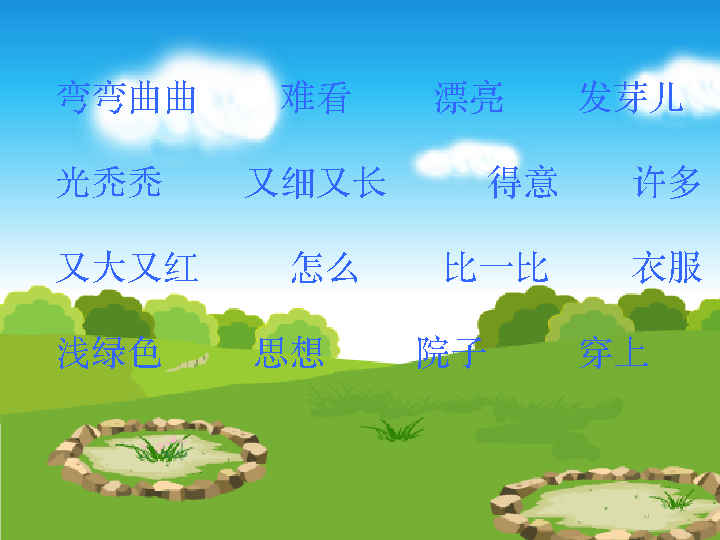 弯弯曲曲 难看 漂亮 发芽儿
光秃秃 又细又长 得意 许多
又大又红 怎么 比一比 衣服
浅绿色 思想 院子 穿上